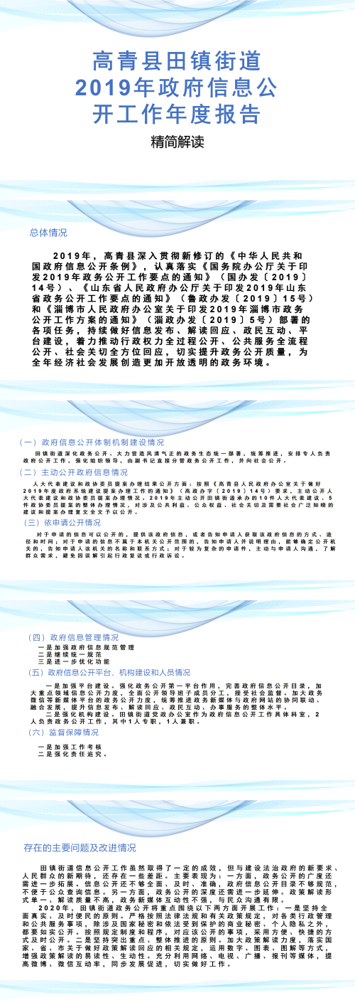 高青县田镇街道
2019年政府信息公
开工作年度报告
精简解读
总体情况
2019年，高青县深入贯彻新修订的《中华人民共和
国政府信息公开条例》，认真落实《国务院办公厅关于印
发2019年政务公开工作要点的通知》（国办发〔2019〕
14号）、《山东省人民政府办公厅关于印发2019年山东
省政务公开工作要点的通知》（鲁政办发〔2019〕15号）
和《淄博市人民政府办公室关于印发2019年淄博市政务
公开工作方案的通知》（淄政办发〔2019〕5号）部署的
各项任务，持续做好信息发布、解读回应、政民互动、平
台建设，着力推动行政权力全过程公开、公共服务全流程
公开、社会关切全方位回应，切实提升政务公开质量，为
全年经济社会发展创造更加开放透明的政务环境。
（一）政府信息公开体制机制建设情况
田镇街道深化政务公开、大力营造风清气正的政务生态统一部署，统筹推进，安排专人负责
政府公开工作，强化组织领导，由副书记直接分管政务公开工作，并向社会公开。
（二）主动公开政府信息情况
人大代表建议和政协委员提案办理结果公开方面：按照《高青县人民政府办公室关于做好
2019年度政府系统建议提案办理工作的通知》（高政办字〔2019〕14号）要求，主动公开人
大代表建议和政协委员提案办理情况。2019年主动公开田镇街道承办的10件人大代表建议、5
件政协委员提案的整体办理情况，对涉及公共利益、公众权益、社会关切及需要社会广泛知晓的
建议和提案办理复文全文予以公开。
（三）依申请公开情况
对于申请的信息可以公开的，提供该政府信息，或者告知申请人获取该政府信息的方式、途
径和时间；对于申请的信息不属于本机关公开范围的，告知申请人并说明理由，能够确定公开机
关的，告知申请人该机关的名称和联系方式；对于较为复杂的申请件，主动与申请人沟通，了解
群众需求，避免因误解引起行政复议或行政诉讼。
（四）政府信息管理情况
一是加强政府信息规范管理
二是继续统一规范
三是进一步优化功能
（五）政府信息公开平台、机构建设和人员情况
一是加强平台建设。强化政务公开第一平台作用，完善政府信息公开目录，加
大重点领域信息公开力度，全面公开领导班子成员分工，接受社会监督。加大政务
微信等新媒体平台的政务公开力度，统筹推进政务新媒体与政府网站的协同联动、
融合发展，提升信息发布、解读回应、政民互动、办事服务的整体水平。
二是强化机构建设。田镇街道党政办公室作为政府信息公开工作具体科室，2
人负责政务公开工作，其中1人专职，1人兼职。
（六）监督保障情况
一是加强工作考核
二是强化责任追究。
存在的主要问题及改进情况
田镇街道信息公开工作虽然取得了一定的成效，但与建设法治政府的新要求、
人民群众的新期待，还存在一些差距。主要表现为：一方面，政务公开的广度还
需进一步拓展。信息公开还不够全面、及时、准确，政府信息公开目录不够规范，
不便于公众查询信息。另一方面，政务公开的深度还需进一步延伸。政策解读形
式单一、解读质量不高，政务新媒体互动性不强，与民众沟通有限。
2020年，田镇街道政务公开将重点围绕以下两方面开展工作：一是坚持全
面真实、及时便民的原则。严格按照法律法规和有关政策规定，对各类行政管理
和公共服务事项，除涉及国家秘密和依法受到保护的商业秘密、个人隐私之外，
都要如实公开。按照规定制度和程序，对应该公开的事项，采用方便、快捷的方
式及时公开。二是坚持突出重点、整体推进的原则。加大政策解读力度，落实国
家、省、市关于做好政策解读回应的相关规定，运用数字、图表、图解等方式，
增强政策解读的易读性、生动性。充分利用网络、电视、广播、报刊等媒体，提
高微博、微信互动率，同步发展促进，切实做好工作。